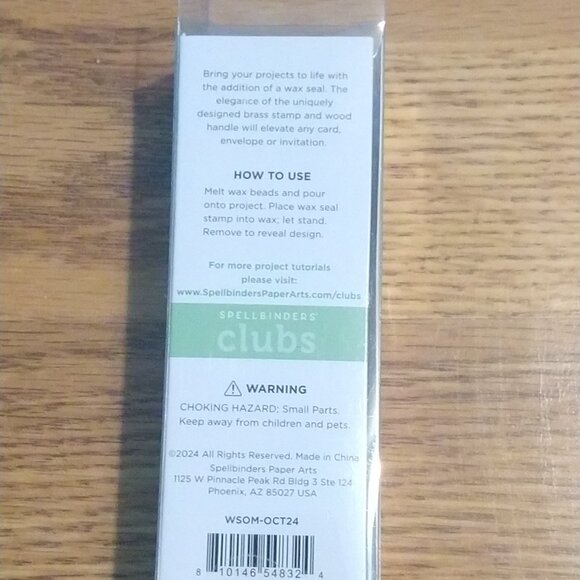 Bring your projects to life with
the addition of a wax seal. The
elegance of the uniquely
designed brass stamp and wood
handle will elevate any card,
envelope or invitation.
HOW TO USE
Melt wax beads and pour
onto project. Place wax seal
stamp into wax; let stand.
Remove to reveal design.
For more project tutorials
please visit:
www.SpellbindersPaperArts.com/clubs
SPELLBINDERS®
clubs
⚠ WARNING
CHOKING HAZARD: Small Parts.
Keep away from children and pets.
©2024 All Rights Reserved. Made in China
Spellbinders Paper Arts
1125 W Pinnacle Peak Rd Bldg 3 Ste 124
Phoenix, AZ 85027 USA
WSOM-OCT24
8 10146 54832 4